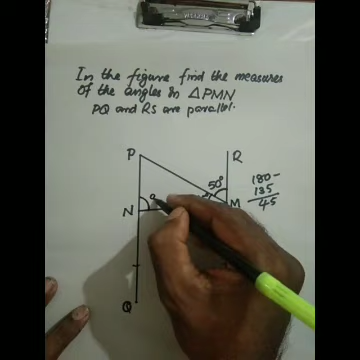 In the figure find the measures
of the angles in △PMN
PQ and RS are parallel.
P R
50°
180-
135
45
N M
Q